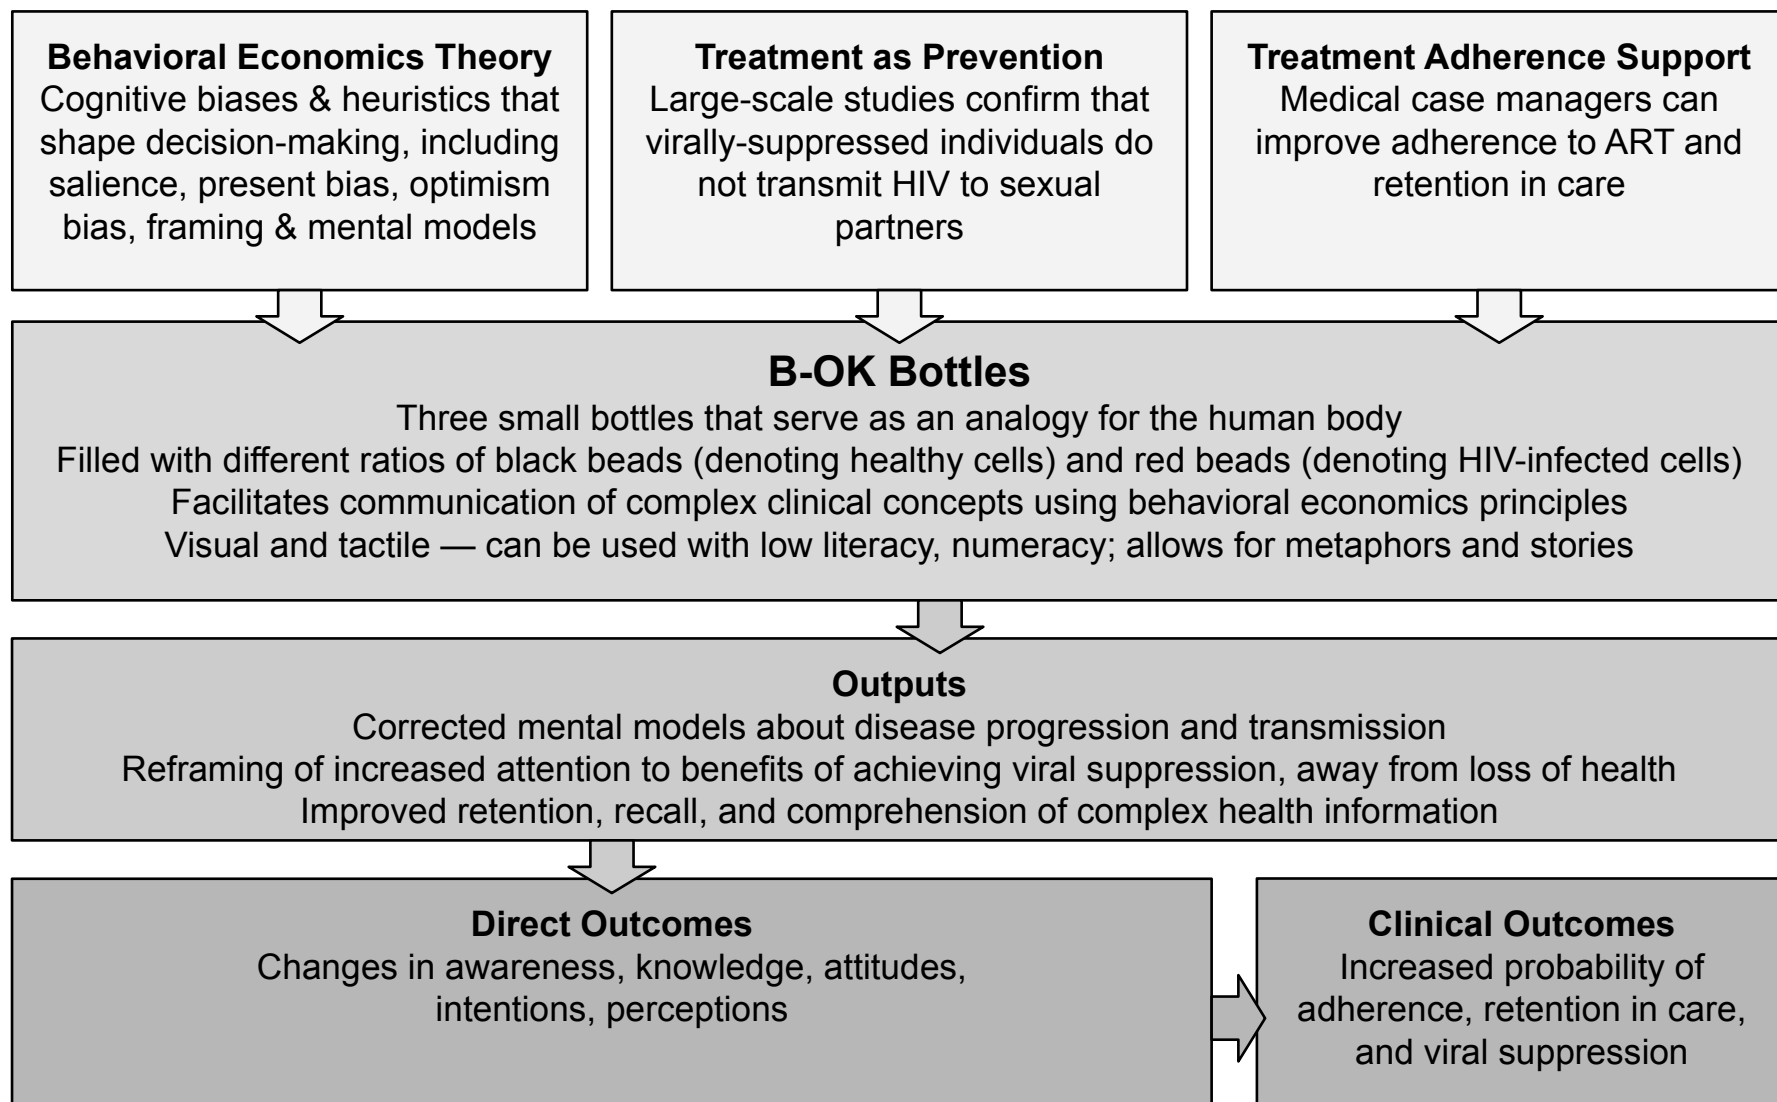 Behavioral Economics Theory
Cognitive biases & heuristics that
shape decision-making, including
salience, present bias, optimism
bias, framing & mental models
Treatment as Prevention
Large-scale studies confirm that
virally-suppressed individuals do
not transmit HIV to sexual
partners
Treatment Adherence Support
Medical case managers can
improve adherence to ART and
retention in care
B-OK Bottles
Three small bottles that serve as an analogy for the human body
Filled with different ratios of black beads (denoting healthy cells) and red beads (denoting HIV-infected cells)
Facilitates communication of complex clinical concepts using behavioral economics principles
Visual and tactile — can be used with low literacy, numeracy; allows for metaphors and stories
Outputs
Corrected mental models about disease progression and transmission
Reframing of increased attention to benefits of achieving viral suppression, away from loss of health
Improved retention, recall, and comprehension of complex health information
Direct Outcomes
Changes in awareness, knowledge, attitudes,
intentions, perceptions
Clinical Outcomes
Increased probability of
adherence, retention in care,
and viral suppression